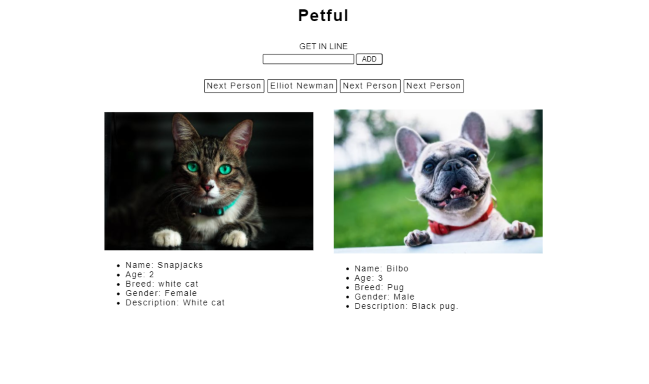 Petful
GET IN LINE
ADD
Next Person Elliot Newman Next Person Next Person
Name: Snapjacks
Age: 2
Breed: white cat
Gender: Female
Description: White cat
Name: Bilbo
Age: 3
Breed: Pug
Gender: Male
Description: Black pug.